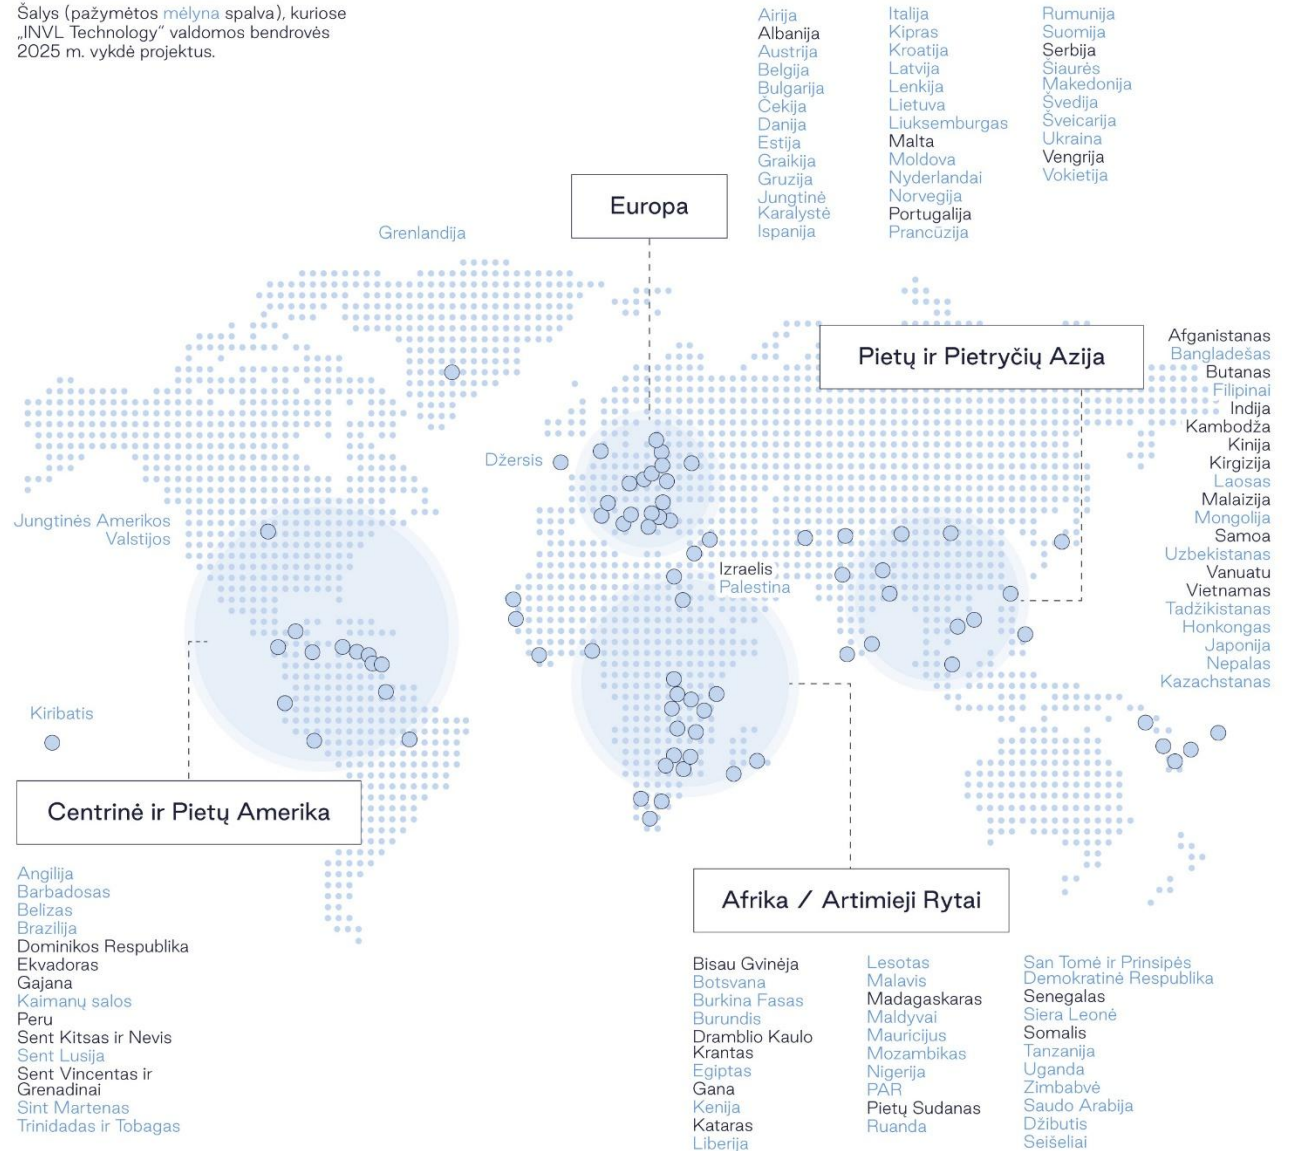 Šalys (pažymėtos mėlyna spalva), kuriose
„INVL Technology“ valdomos bendrovės
2025 m. vykdė projektus.
Airija
Albanija
Austrija
Belgija
Bulgarija
Čekija
Danija
Estija
Graikija
Gruzija
Jungtinė
Karalystė
Ispanija
Italija
Kipras
Kroatija
Latvija
Lenkija
Lietuva
Liuksemburgas
Malta
Moldova
Nyderlandai
Norvegija
Portugalija
Prancūzija
Rumunija
Suomija
Serbija
Šiaurės
Makedonija
Švedija
Šveicarija
Ukraina
Vengrija
Vokietija
Europa
Grenlandija
Pietų ir Pietryčių Azija
Afganistanas
Bangladešas
Butanas
Filipinai
Indija
Kambodža
Kinija
Kirgizija
Laosas
Malaizija
Mongolija
Samoa
Uzbekistanas
Vanuatu
Vietnamas
Tadžikistanas
Honkongas
Japonija
Nepalas
Kazachstanas
Džersis
Jungtinės Amerikos
Valstijos
Izraelis
Palestina
Kiribatis
Centrinė ir Pietų Amerika
Angilija
Barbadosas
Belizas
Brazilija
Dominikos Respublika
Ekvadoras
Gajana
Kaimanų salos
Peru
Sent Kitsas ir Nevis
Sent Lusija
Sent Vincentas ir
Grenadinai
Sint Martenas
Trinidadas ir Tobagas
Afrika / Artimieji Rytai
Bisau Gvinėja
Botsvana
Burkina Fasas
Burundis
Dramblio Kaulo
Krantas
Egiptas
Gana
Kenija
Kataras
Liberija
Lesotas
Malavis
Madagaskaras
Maldyvai
Mauricijus
Mozambikas
Nigerija
PAR
Pietų Sudanas
Ruanda
San Tomė ir Prinsipės
Demokratinė Respublika
Senegalas
Siera Leonė
Somalis
Tanzanija
Uganda
Zimbabvė
Saudo Arabija
Džibutis
Seišeliai